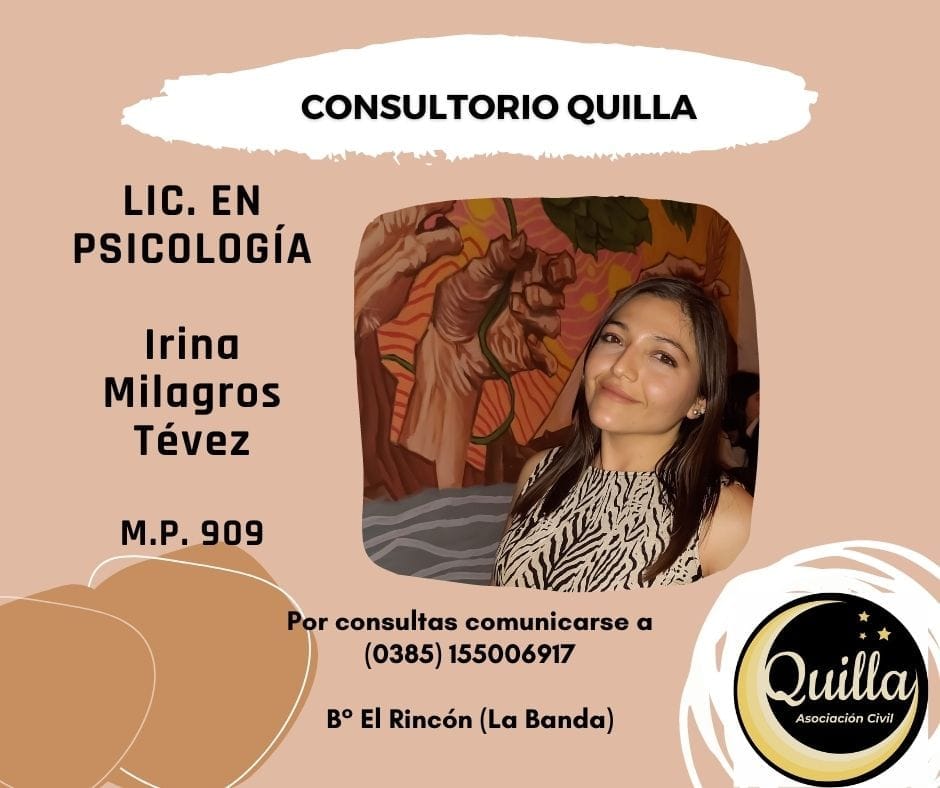 CONSULTORIO QUILLA
LIC. EN
PSICOLOGÍA
Irina
Milagros
Tévez
M.P. 909
Por consultas comunicarse a
(0385) 155006917
Bº El Rincón (La Banda)
Quilla
Asociación Civil